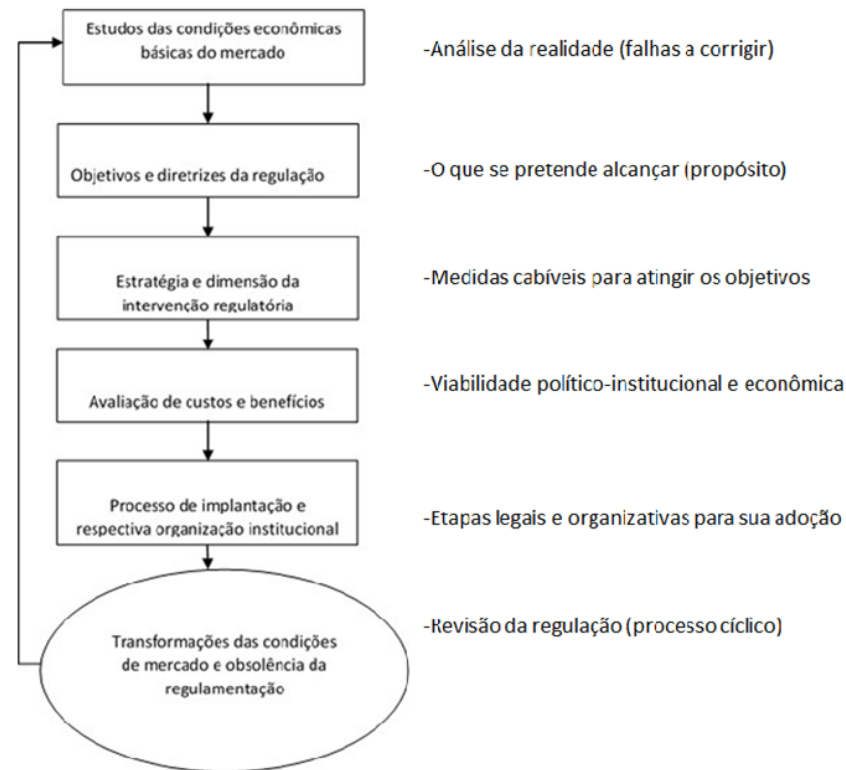 Estudos das condições econômicas
básicas do mercado
-Análise da realidade (falhas a corrigir)
Objetivos e diretrizes da regulação
-O que se pretende alcançar (propósito)
Estratégia e dimensão da
intervenção regulatória
-Medidas cabíveis para atingir os objetivos
Avaliação de custos e benefícios
-Viabilidade político-institucional e econômica
Processo de implantação e
respectiva organização institucional
-Etapas legais e organizativas para sua adoção
Transformações das condições
de mercado e obsolência da
regulamentação
-Revisão da regulação (processo cíclico)